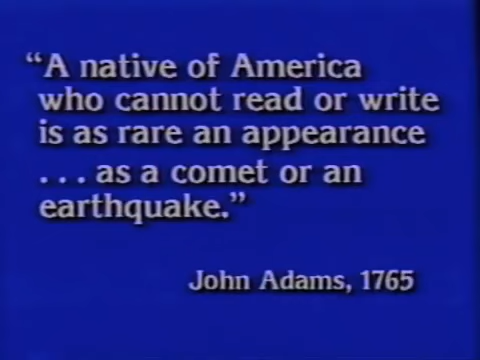 “A native of America
who cannot read or write
is as rare an appearance
. . . as a comet or an
earthquake.”
John Adams, 1765